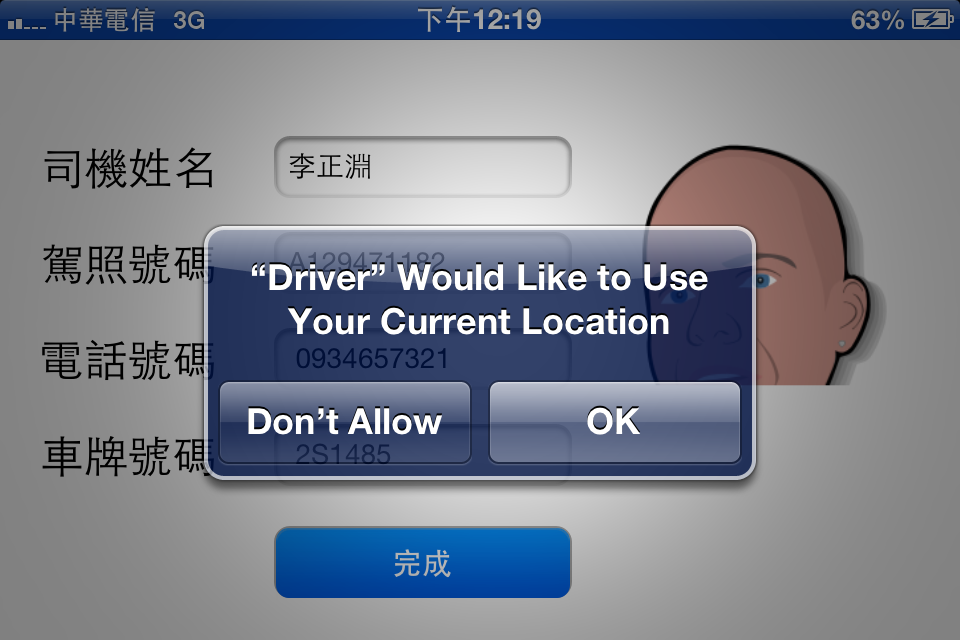 中華電信 3G 下午12:19 63%
司機姓名 李正淵
駕照號碼 A129471182
“Driver” Would Like to Use
Your Current Location
電話號碼 0934657321
Don’t Allow OK
車牌號碼 2S1485
完成